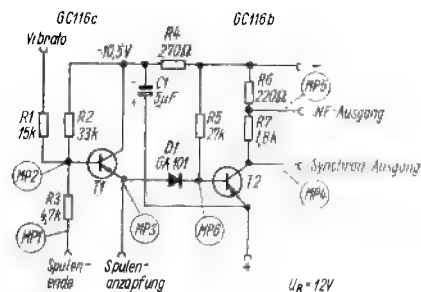 GC116c
GC116b
Vibrato
-10,5V
R4
270Ω
C1
5µF
R1
15k
R2
33k
R5
27k
R6
220Ω
MP5
NF-Ausgang
R7
1,8k
D1
GA101
MP2
T1
T2
Synchron Ausgang
MP4
R3
4,7k
MP1
MP3
MP6
Spulen-
ende
Spulen-
anzapfung
U_B = 12V